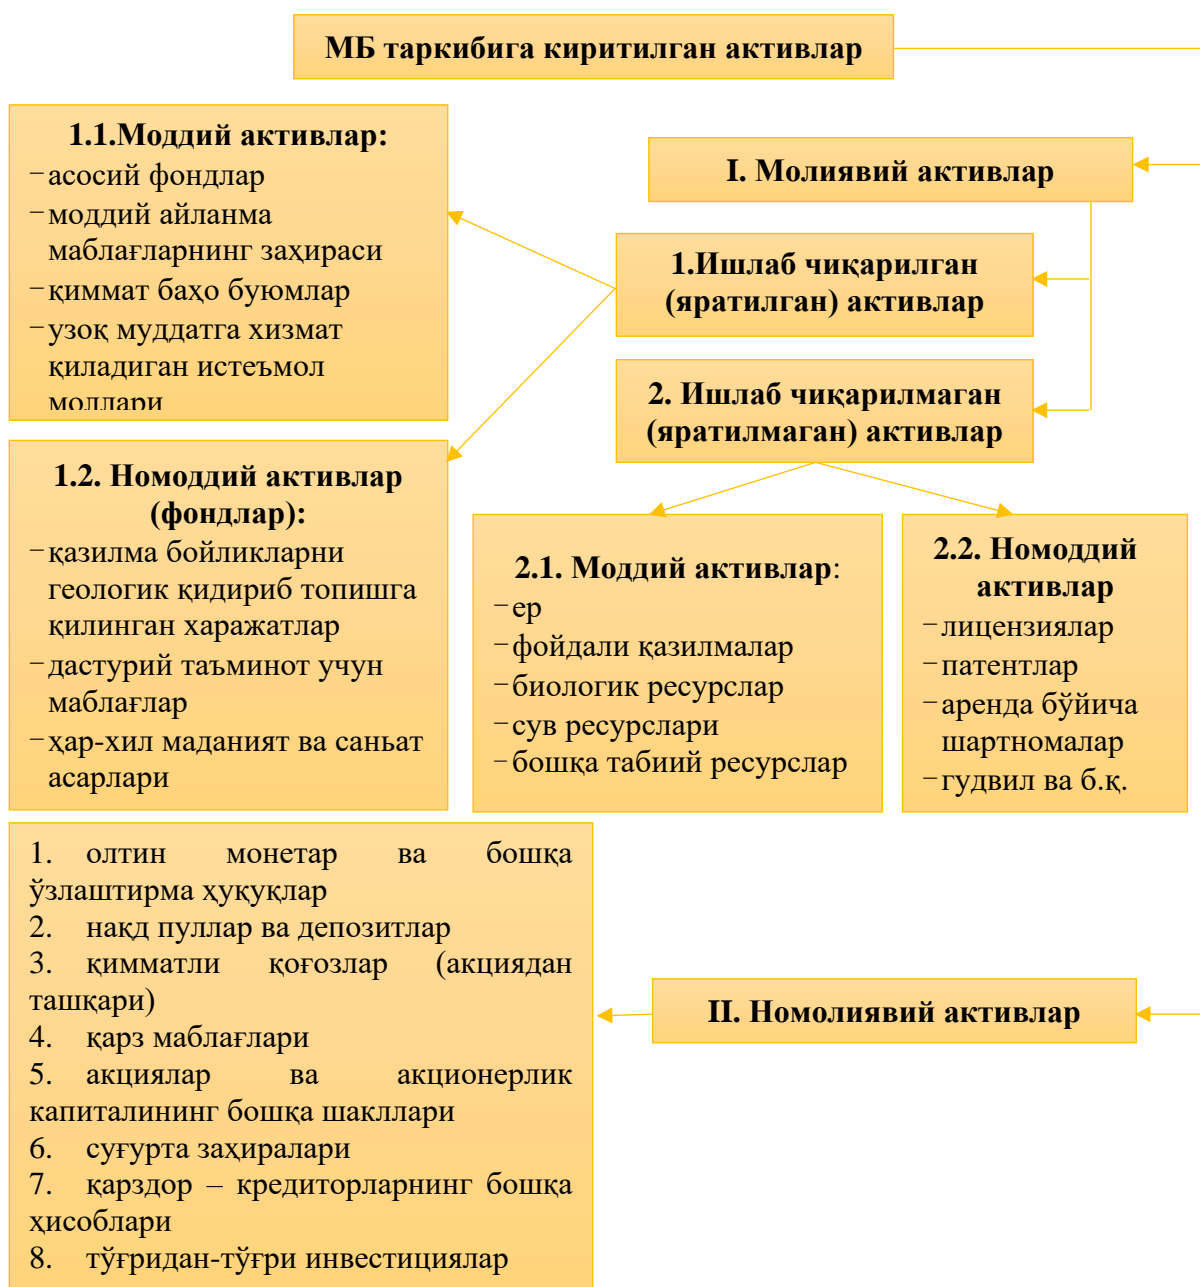 МБ таркибига киритилган активлар
1.1.Моддий активлар:
−асосий фондлар
−моддий айланма
маблағларнинг заҳираси
−қиммат баҳо буюмлар
−узоқ муддатга хизмат
қиладиган истеъмол
моллари
I. Молиявий активлар
1.Ишлаб чиқарилган
(яратилган) активлар
2. Ишлаб чиқарилмаган
(яратилмаган) активлар
1.2. Номоддий активлар
(фондлар):
−қазилма бойликларни
геологик қидириб топишга
қилинган харажатлар
−дастурий таъминот учун
маблағлар
−ҳар-хил маданият ва саньат
асарлари
2.1. Моддий активлар:
−ер
−фойдали қазилмалар
−биологик ресурслар
−сув ресурслари
−бошқа табиий ресурслар
2.2. Номоддий
активлар
−лицензиялар
−патентлар
−аренда бўйича
шартномалар
−гудвил ва б.қ.
1. олтин монетар ва бошқа
ўзлаштирма ҳуқуқлар
2. нақд пуллар ва депозитлар
3. қимматли қоғозлар (акциядан
ташқари)
4. қарз маблағлари
5. акциялар ва акционерлик
капиталининг бошқа шакллари
6. суғурта заҳиралари
7. қарздор – кредиторларнинг бошқа
ҳисоблари
8. тўғридан-тўғри инвестициялар
II. Номолиявий активлар